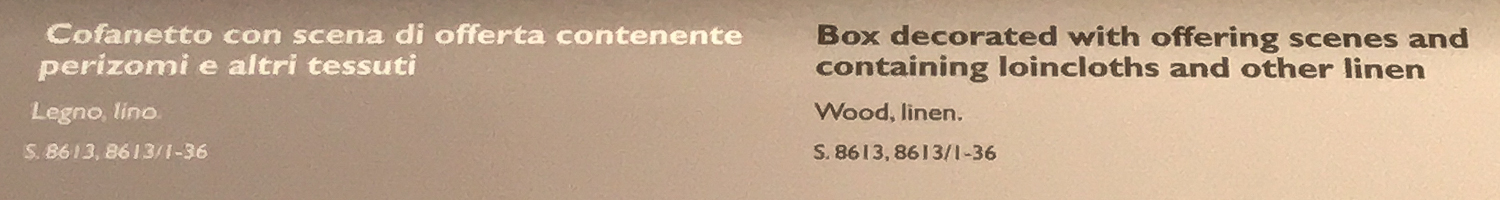 Cofanetto con scena di offerta contenente
perizomi e altri tessuti
Legno, lino.
S. 8613, 8613/1-36
Box decorated with offering scenes and
containing loincloths and other linen
Wood, linen.
S. 8613, 8613/1-36